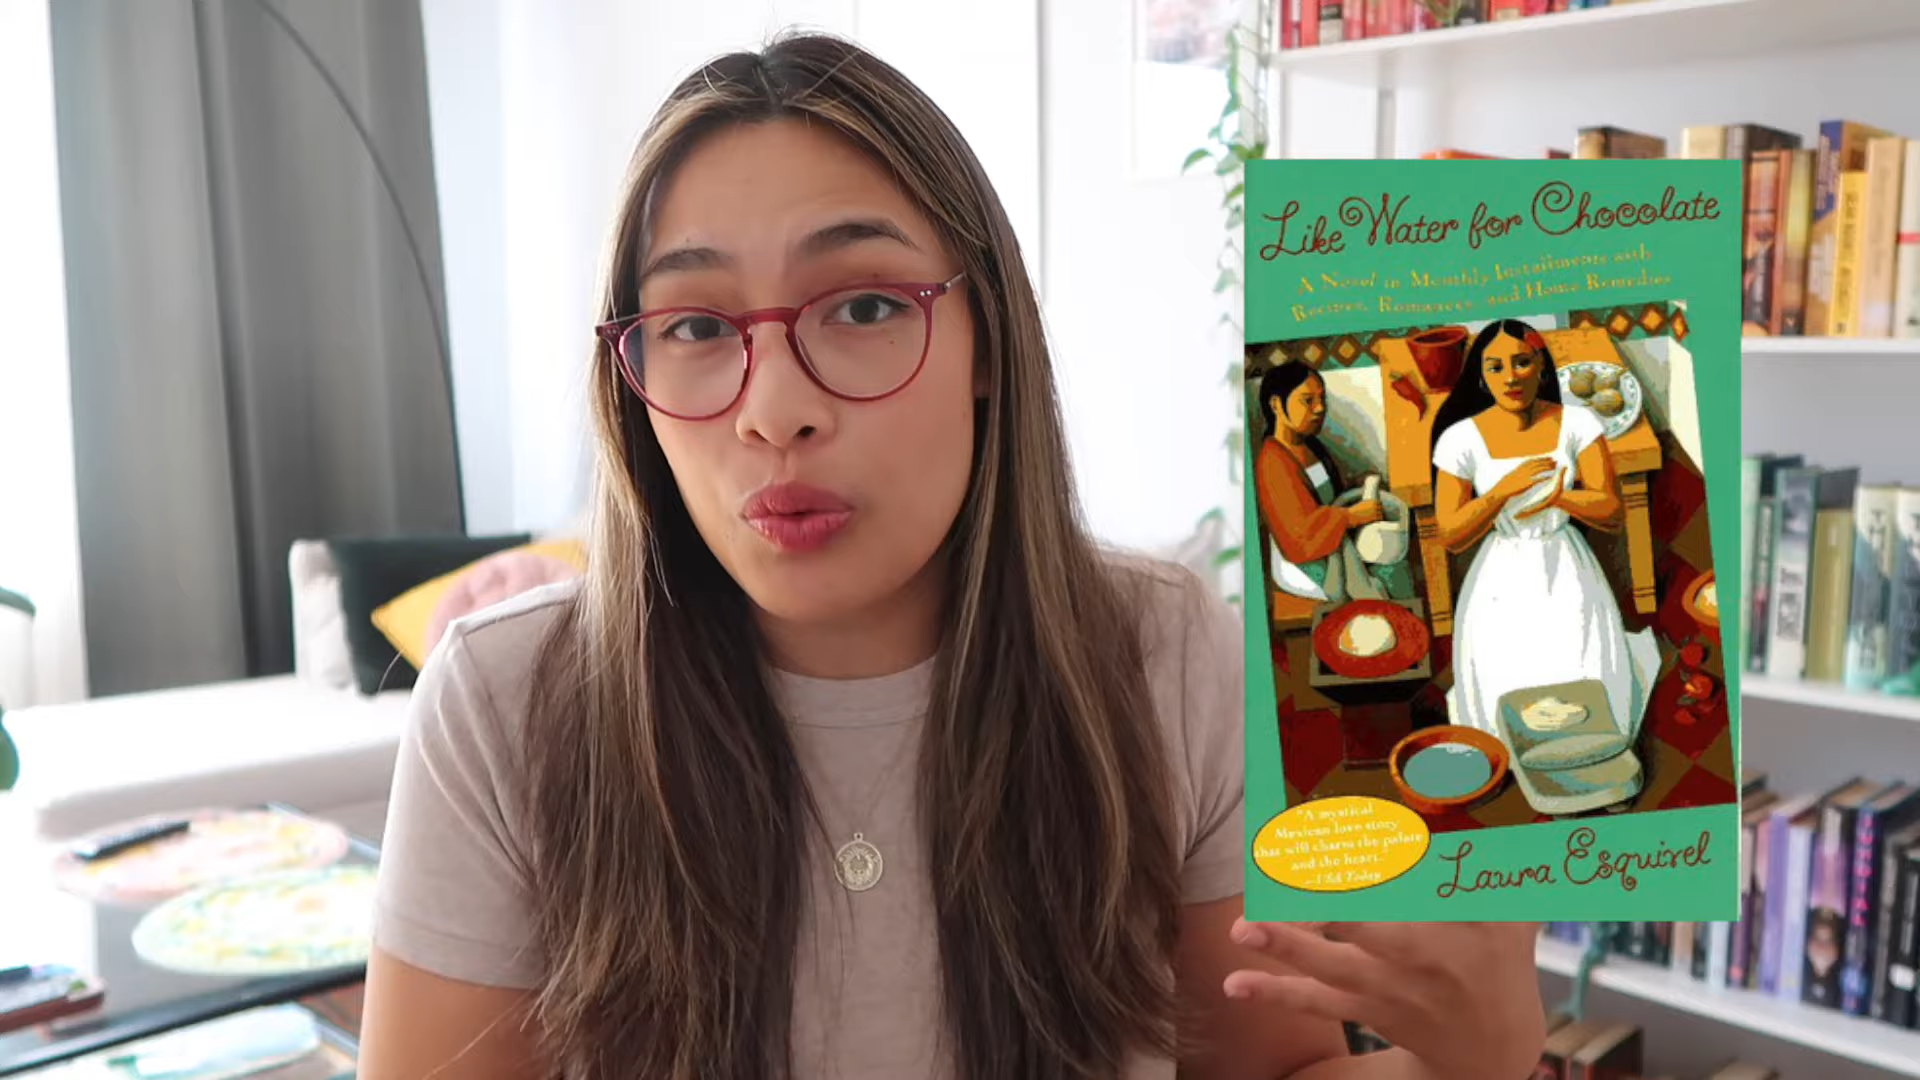 Like Water for Chocolate
A Novel in Monthly Installments with
Recipes, Romances, and Home Remedies
"A mystical
Mexican love story
that will charm the palate
and the heart."
—USA Today
Laura Esquivel